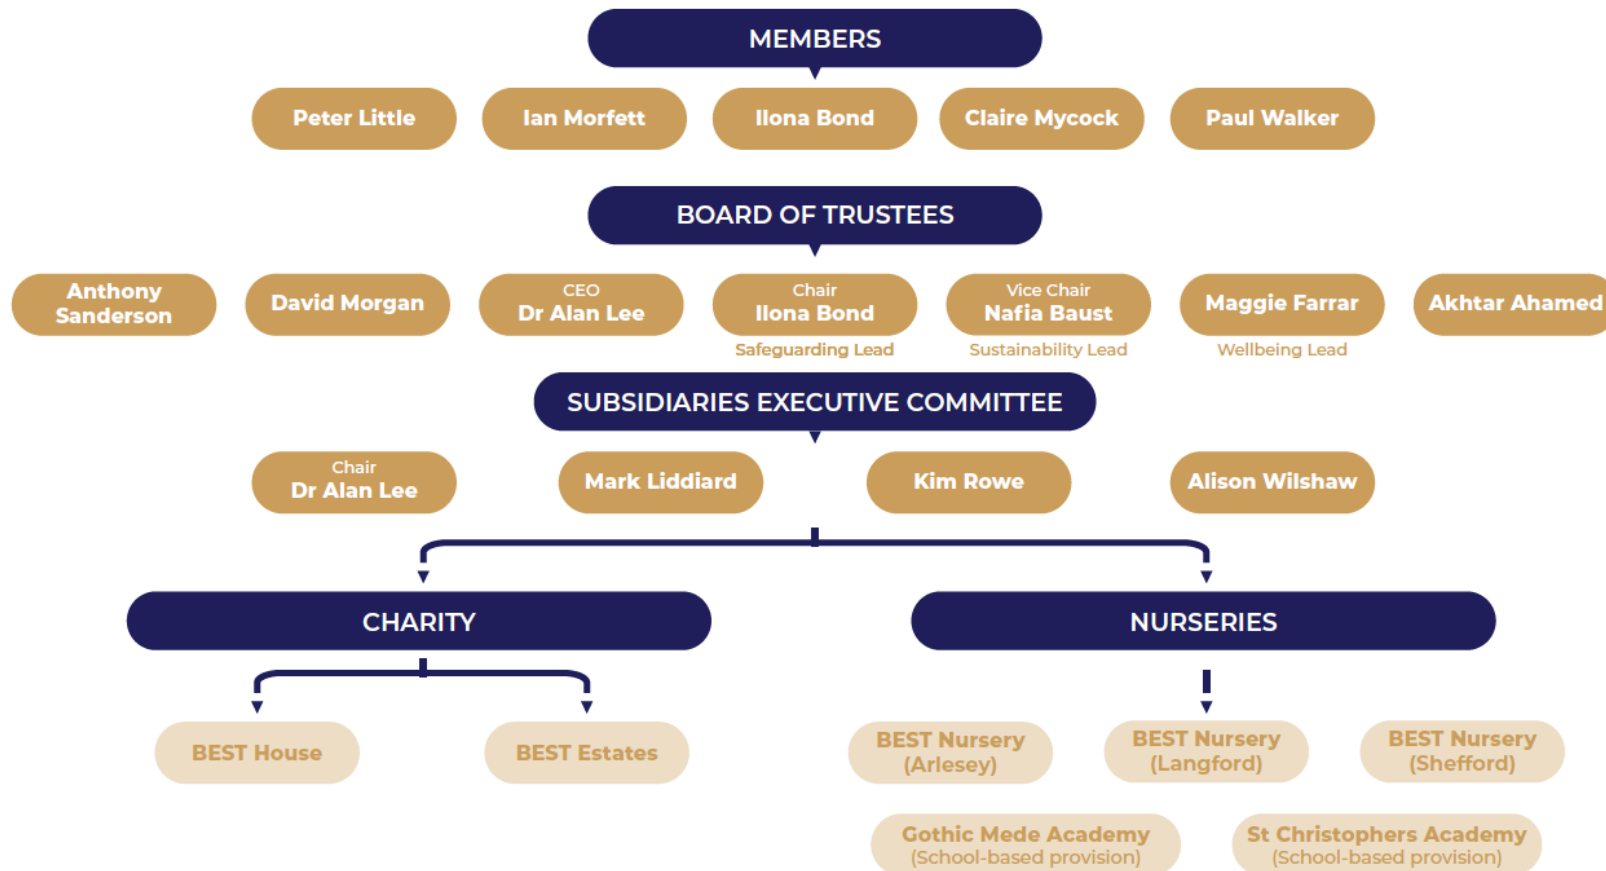 MEMBERS
Peter Little
Ian Morfett
Ilona Bond
Claire Mycock
Paul Walker
BOARD OF TRUSTEES
Anthony
Sanderson
David Morgan
CEO
Dr Alan Lee
Chair
Ilona Bond
Safeguarding Lead
Vice Chair
Nafia Baust
Sustainability Lead
Maggie Farrar
Wellbeing Lead
Akhtar Ahamed
SUBSIDIARIES EXECUTIVE COMMITTEE
Chair
Dr Alan Lee
Mark Liddiard
Kim Rowe
Alison Wilshaw
CHARITY
BEST House
BEST Estates
NURSERIES
BEST Nursery
(Arlesey)
BEST Nursery
(Langford)
BEST Nursery
(Shefford)
Gothic Mede Academy
(School-based provision)
St Christophers Academy
(School-based provision)